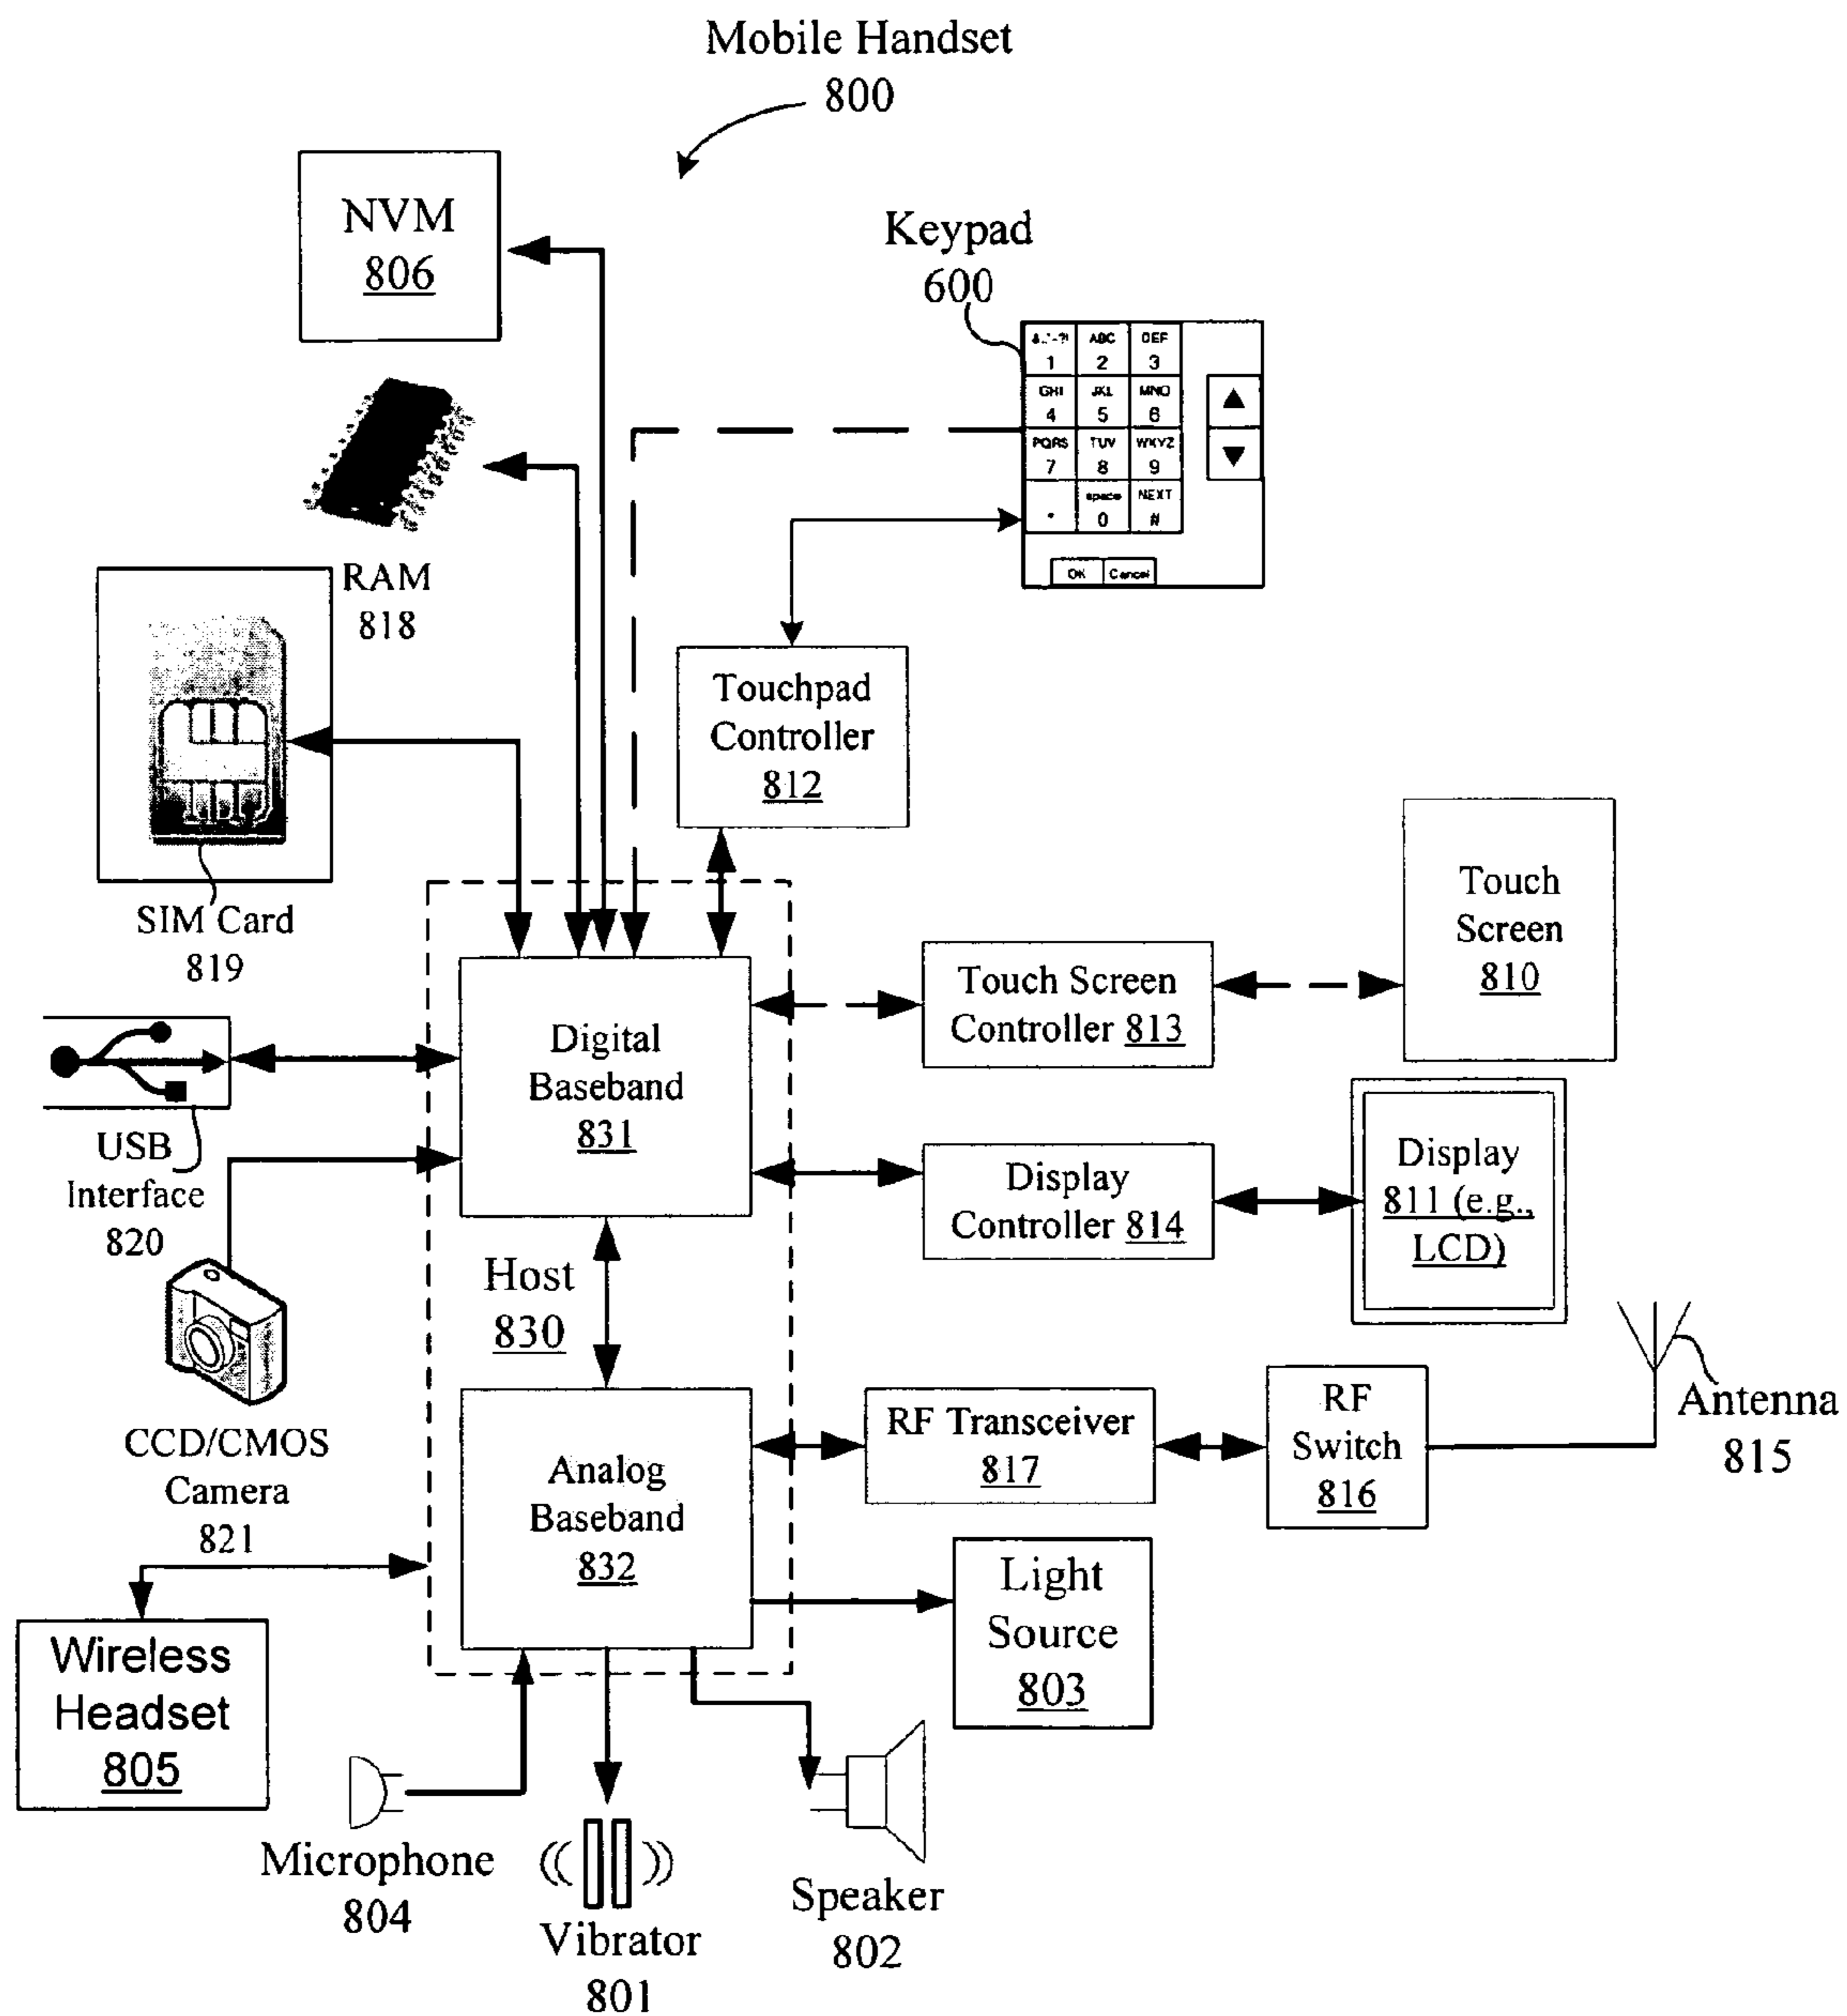 Mobile Handset
800
NVM
806
Keypad
600
ABC
DEF
1
2
3
GHI
JKL
MNO
4
5
6
PQRS
TUV
WXYZ
7
8
9
space
NEXT
*
0
#
OK
Cancel
RAM
818
Touchpad
Controller
812
SIM Card
819
Touch
Screen
810
Touch Screen
Controller 813
Digital
Baseband
831
USB
Interface
820
Display
Controller 814
Display
811 (e.g.,
LCD)
Host
830
CCD/CMOS
Camera
821
Analog
Baseband
832
RF Transceiver
817
RF
Switch
816
Antenna
815
Light
Source
803
Wireless
Headset
805
Microphone
804
Vibrator
801
Speaker
802